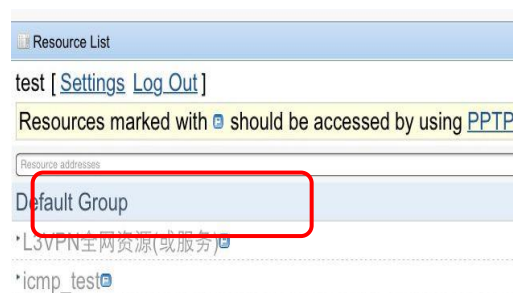 Resource List
test [ Settings Log Out ]
Resources marked with should be accessed by using PPTP
Resource addresses
Default Group
L3VPN全网资源(或服务)
icmp_test